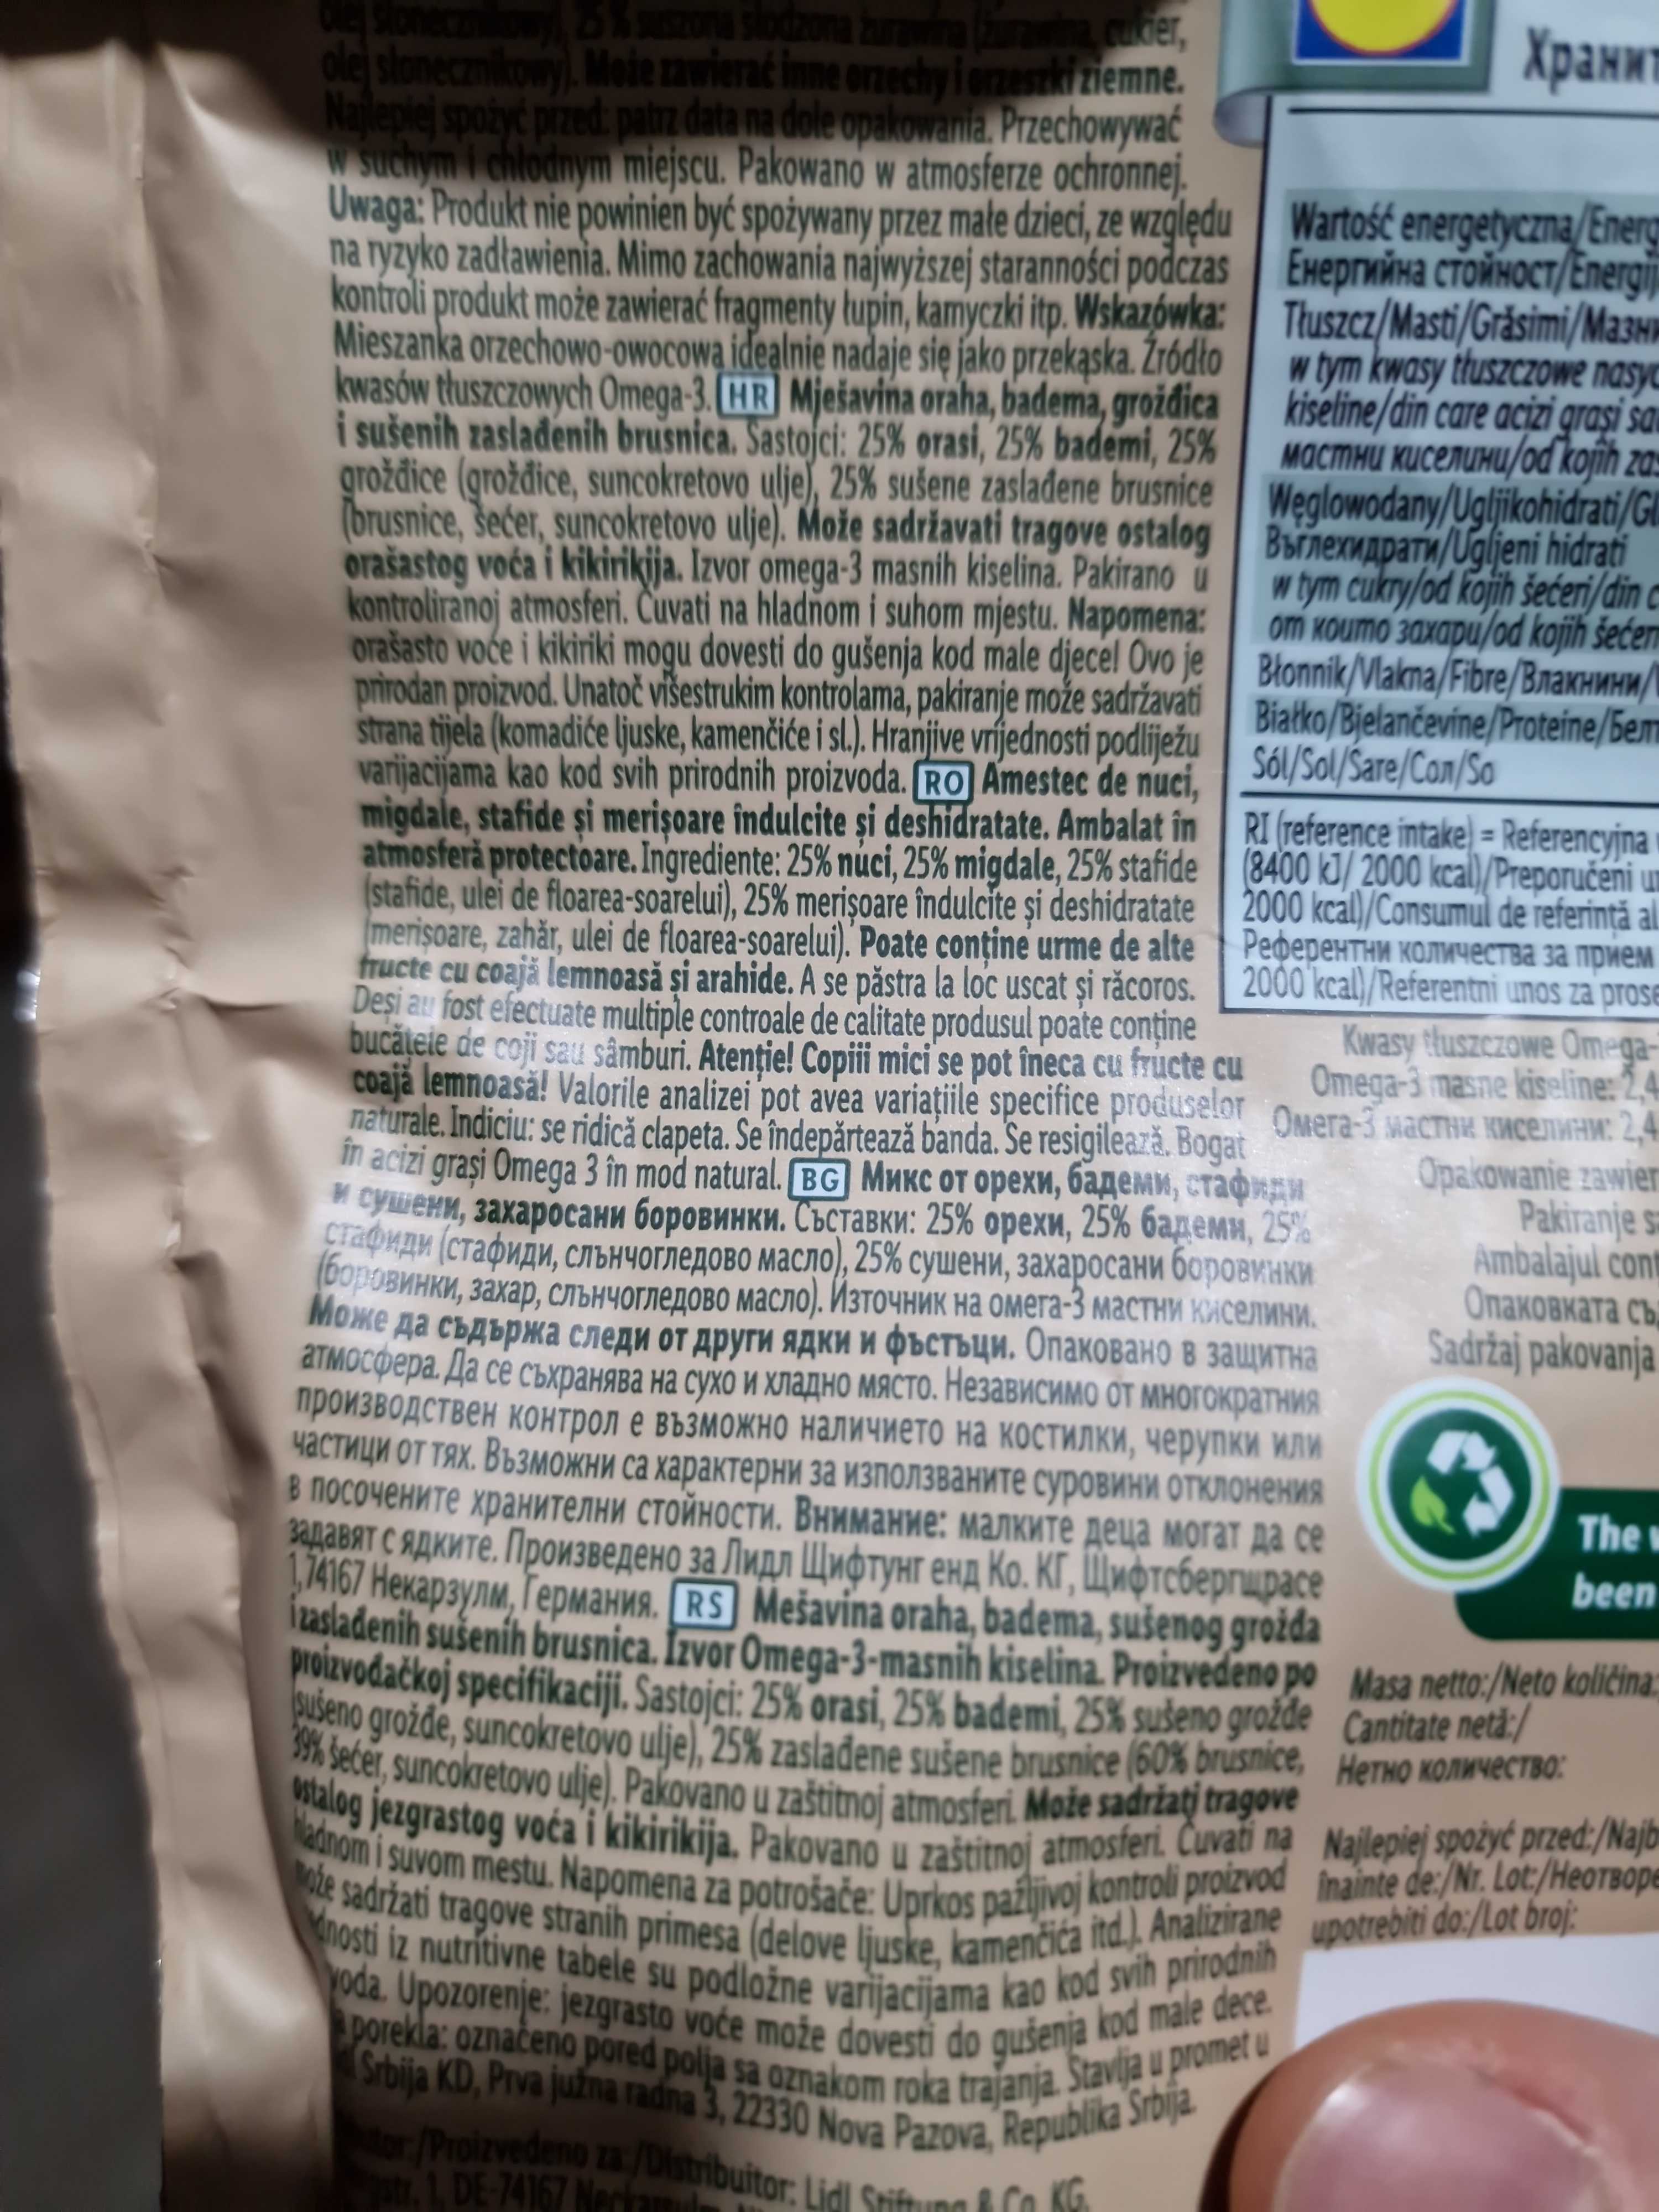 olej słonecznikowy), 25 % suszona słodzona żurawina (żurawina, cukier,
olej słonecznikowy). Może zawierać inne orzechy i orzeszki ziemne.
Najlepiej spożyć przed: patrz data na dole opakowania. Przechowywać
w suchym i chłodnym miejscu. Pakowano w atmosferze ochronnej.
Uwaga: Produkt nie powinien być spożywany przez małe dzieci, ze względu
na ryzyko zadławienia. Mimo zachowania najwyższej staranności podczas
kontroli produkt może zawierać fragmenty łupin, kamyczki itp. Wskazówka:
Mieszanka orzechowo-owocowa idealnie nadaje się jako przekąska. Źródło
kwasów tłuszczowych Omega-3. HR Mješavina oraha, badema, grožđica
i sušenih zaslađenih brusnica. Sastojci: 25% orasi, 25% bademi, 25%
grožđice (grožđice, suncokretovo ulje), 25% sušene zaslađene brusnice
(brusnice, šećer, suncokretovo ulje). Može sadržavati tragove ostalog
orašastog voća i kikirikija. Izvor omega-3 masnih kiselina. Pakirano u
kontroliranoj atmosferi. Čuvati na hladnom i suhom mjestu. Napomena:
orašasto voće i kikiriki mogu dovesti do gušenja kod male djece! Ovo je
prirodan proizvod. Unatoč višestrukim kontrolama, pakiranje može sadržavati
strana tijela (komadiće ljuske, kamenčiće i sl.). Hranjive vrijednosti podliježu
varijacijama kao kod svih prirodnih proizvoda. RO Amestec de nuci,
migdale, stafide și merișoare îndulcite și deshidratate. Ambalat în
atmosferă protectoare. Ingrediente: 25% nuci, 25% migdale, 25% stafide
(stafide, ulei de floarea-soarelui), 25% merișoare îndulcite și deshidratate
(merișoare, zahăr, ulei de floarea-soarelui). Poate conține urme de alte
fructe cu coajă lemnoasă și arahide. A se păstra la loc uscat și răcoros.
Deși au fost efectuate multiple controale de calitate produsul poate conține
bucățele de coji sau sâmburi. Atenție! Copiii mici se pot îneca cu fructe cu
coajă lemnoasă! Valorile analizei pot avea variațiile specifice produselor
naturale. Indiciu: se ridică clapeta. Se îndepărtează banda. Se resigilează. Bogat
în acizi grași Omega 3 în mod natural. BG Микс от орехи, бадеми, стафиди
и сушени, захаросани боровинки. Съставки: 25% орехи, 25% бадеми, 25%
стафиди (стафиди, слънчогледово масло), 25% сушени, захаросани боровинки
(боровинки, захар, слънчогледово масло). Източник на омега-3 мастни киселини.
Може да съдържа следи от други ядки и фъстъци. Опаковано в защитна
атмосфера. Да се съхранява на сухо и хладно място. Независимо от многократния
производствен контрол е възможно наличието на костилки, черупки или
частици от тях. Възможни са характерни за използваните суровини отклонения
в посочените хранителни стойности. Внимание: малките деца могат да се
задавят с ядките. Произведено за Лидл Щифтунг енд Ко. КГ, Щифтсбергщрасе
1, 74167 Некарзулм, Германия. RS Mešavina oraha, badema, sušenog grožđa
i zaslađenih sušenih brusnica. Izvor Omega-3-masnih kiselina. Proizvedeno po
proizvođačkoj specifikaciji. Sastojci: 25% orasi, 25% bademi, 25% sušeno grožđe
(sušeno grožđe, suncokretovo ulje), 25% zaslađene sušene brusnice (60% brusnice,
39% šećer, suncokretovo ulje). Pakovano u zaštitnoj atmosferi. Može sadržati tragove
ostalog jezgrastog voća i kikirikija. Pakovano u zaštitnoj atmosferi. Čuvati na
hladnom i suvom mestu. Napomena za potrošače: Uprkos pažljivoj kontroli proizvod
može sadržati tragove stranih primesa (delove ljuske, kamenčića itd.). Analizirane
iz nutritivne tabele su podložne varijacijama kao kod svih prirodnih
Upozorenje: jezgrasto voće može dovesti do gušenja kod male dece.
porekla: označeno pored polja sa oznakom roka trajanja. Stavlja u promet u
Srbija KD, Prva južna radna 3, 22330 Nova Pazova, Republika Srbija.
/Proizvedeno za:/Distribuitor: Lidl Stiftung & Co. KG,
1, DE-74167
Хранит
Wartość energetyczna/Energ
Енергийна стойност/Energij
Tłuszcz/Masti/Grăsimi/Мазн
w tym kwasy tłuszczowe nasyc
kiseline/din care acizi grași sa
мастни киселини/od kojih zas
Węglowodany/Ugljikohidrati/Gl
Въглехидрати/Ugljeni hidrati
w tym cukry/od kojih šećeri/din c
от които захари/od kojih šećer
Błonnik/Vlakna/Fibre/Влакнини/
Białko/Bjelančevine/Proteine/Бел
Sól/Sol/Sare/Сол/So
RI (reference intake) = Referencyjna
(8400 kJ/ 2000 kcal)/Preporučeni u
2000 kcal)/Consumul de referință al
Референтни количества за прием
2000 kcal)/Referentni unos za prose
Kwasy tłuszczowe Omega-
Omega-3 masne kiseline: 2,4
Омега-3 мастни киселини: 2,4
Opakowanie zawier
Pakiranje s
Ambalajul conț
Опаковката съ
Sadržaj pakovanja
The
been
Masa netto:/Neto količina:
Cantitate netă:/
Нетно количество:
Najlepiej spożyć przed:/Najb
înainte de:/Nr. Lot:/Неотвор
upotrebiti do:/Lot broj: